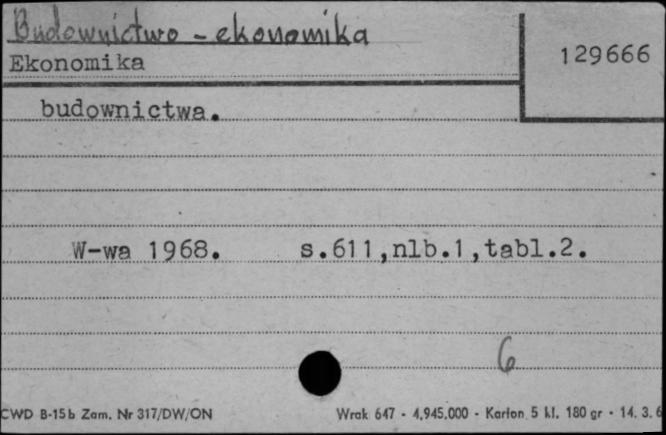 Budownictwo - ekonomika
129666
Ekonomika
budownictwa.
W-wa 1968. s.611,nlb.1,tabl.2.
6
CWD B-15b Zam. Nr 317/DW/ON Wrak 647 - 4,945,000 - Karton 5 kl. 180 gr - 14. 3. 6